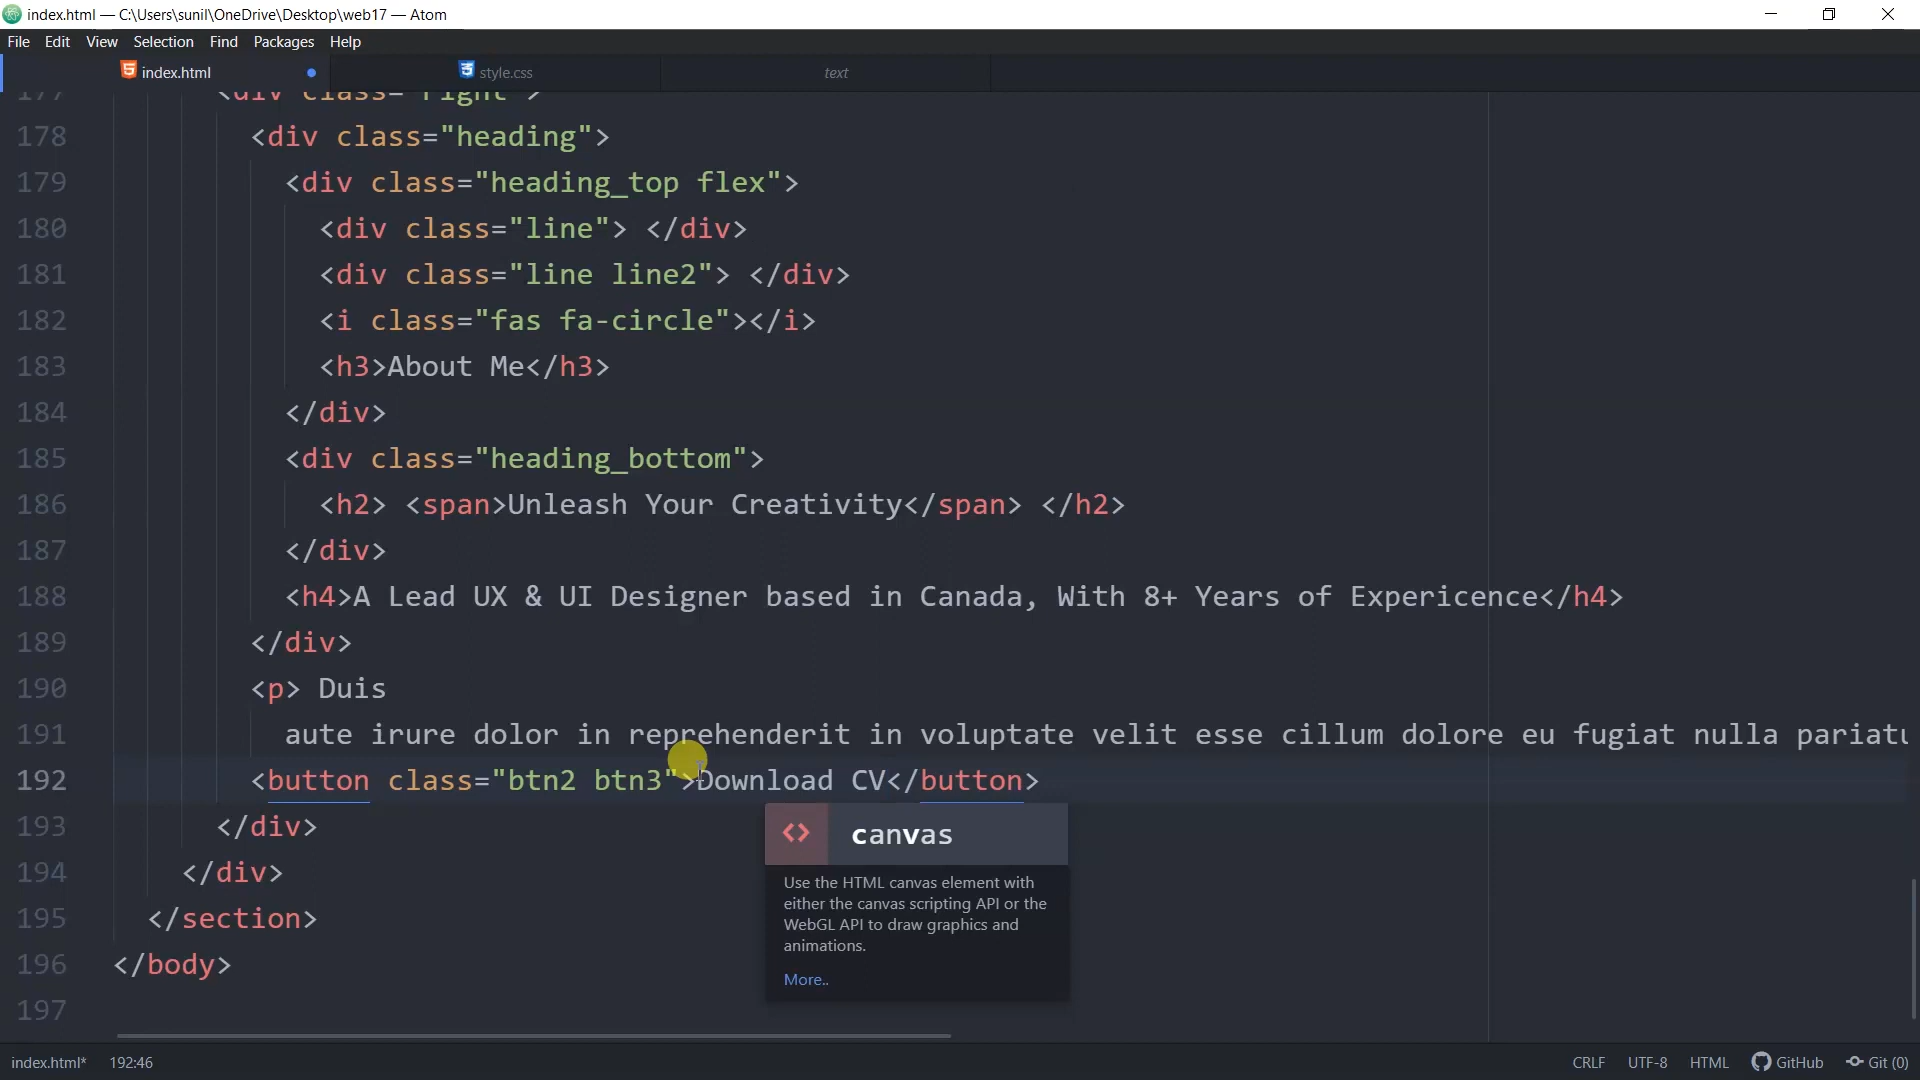 index.html — C:\Users\sunil\OneDrive\Desktop\web17 — Atom
File Edit View Selection Find Packages Help
index.html style.css text
177 <div class="right">
178 <div class="heading">
179 <div class="heading_top flex">
180 <div class="line"> </div>
181 <div class="line line2"> </div>
182 <i class="fas fa-circle"></i>
183 <h3>About Me</h3>
184 </div>
185 <div class="heading_bottom">
186 <h2> <span>Unleash Your Creativity</span> </h2>
187 </div>
188 <h4>A Lead UX & UI Designer based in Canada, With 8+ Years of Expericence</h4>
189 </div>
190 <p> Duis
191 aute irure dolor in reprehenderit in voluptate velit esse cillum dolore eu fugiat nulla
192 <button class="btn2 btn3">Download CV</button>
193 </div>
canvas
194 </div>
Use the HTML canvas element with
either the canvas scripting API or the
195 </section>
WebGL API to draw graphics and
animations.
196 </body>
More..
197
index.html* 192:46 CRLF UTF-8 HTML GitHub Git (0)